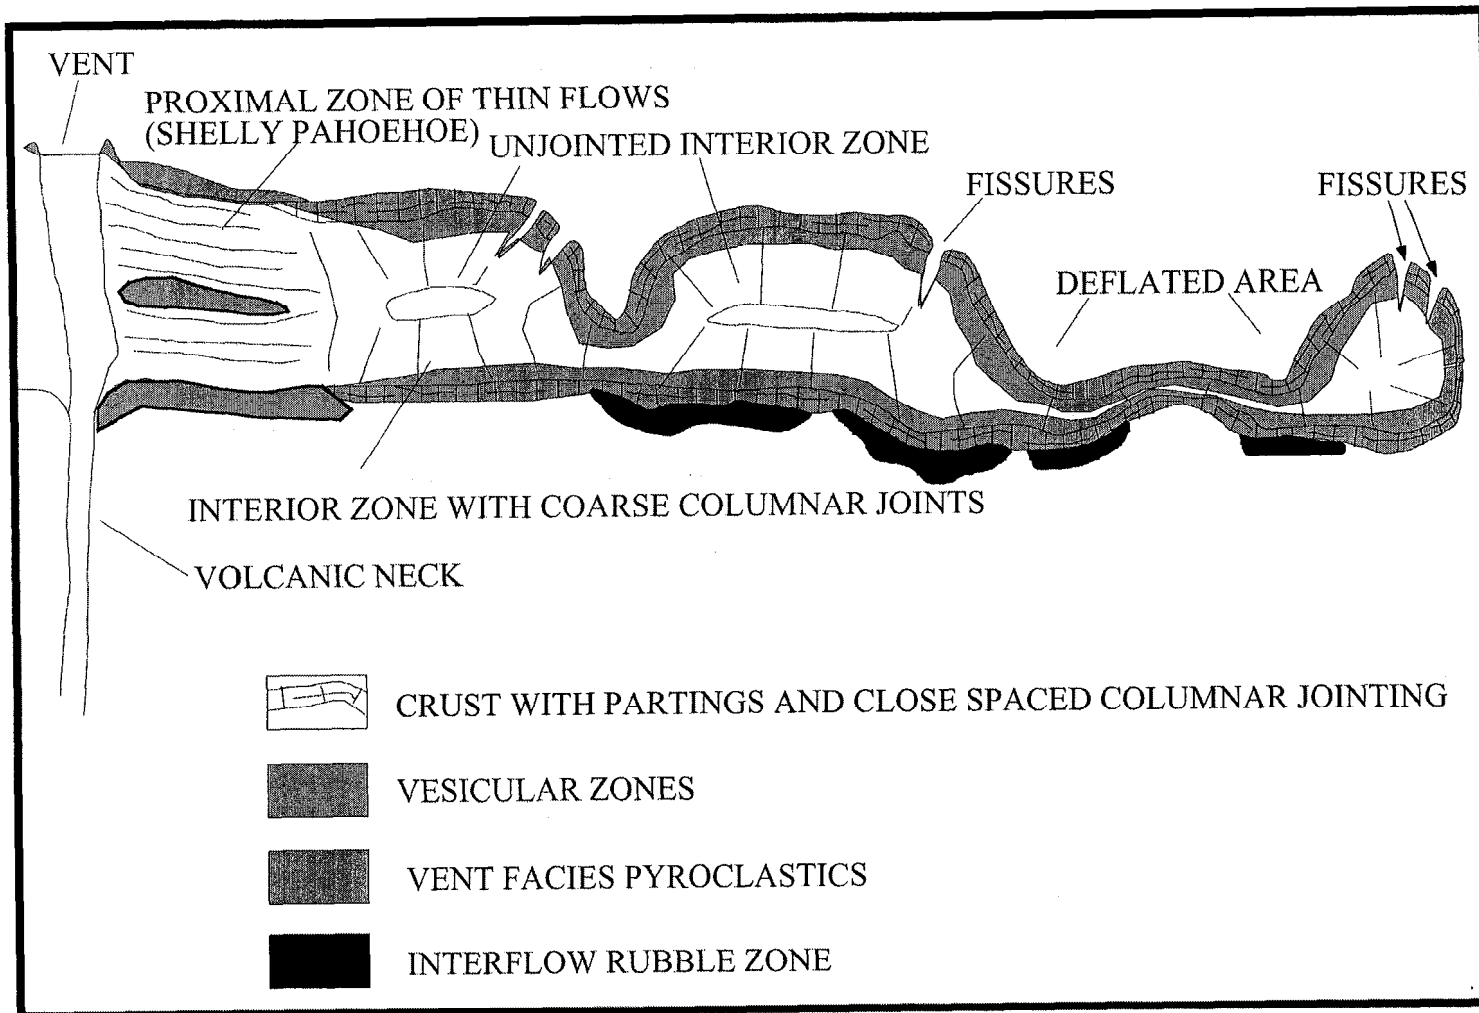 VENT
PROXIMAL ZONE OF THIN FLOWS
(SHELLY PAHOEHOE)
UNJOINTED INTERIOR ZONE
FISSURES
FISSURES
DEFLATED AREA
INTERIOR ZONE WITH COARSE COLUMNAR JOINTS
VOLCANIC NECK
CRUST WITH PARTINGS AND CLOSE SPACED COLUMNAR JOINTING
VESICULAR ZONES
VENT FACIES PYROCLASTICS
INTERFLOW RUBBLE ZONE